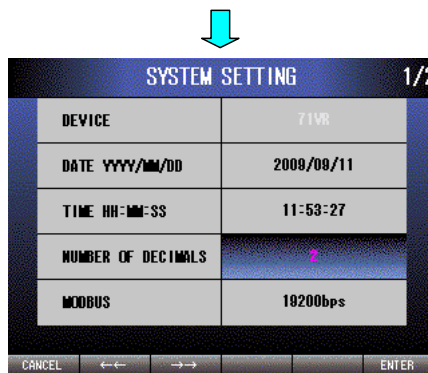 SYSTEM SETTING 1/2
DEVICE 71VR
DATE YYYY/MM/DD 2009/09/11
TIME HH:MM:SS 11:53:27
NUMBER OF DECIMALS 2
MODBUS 19200bps
CANCEL ←← →→ ENTER